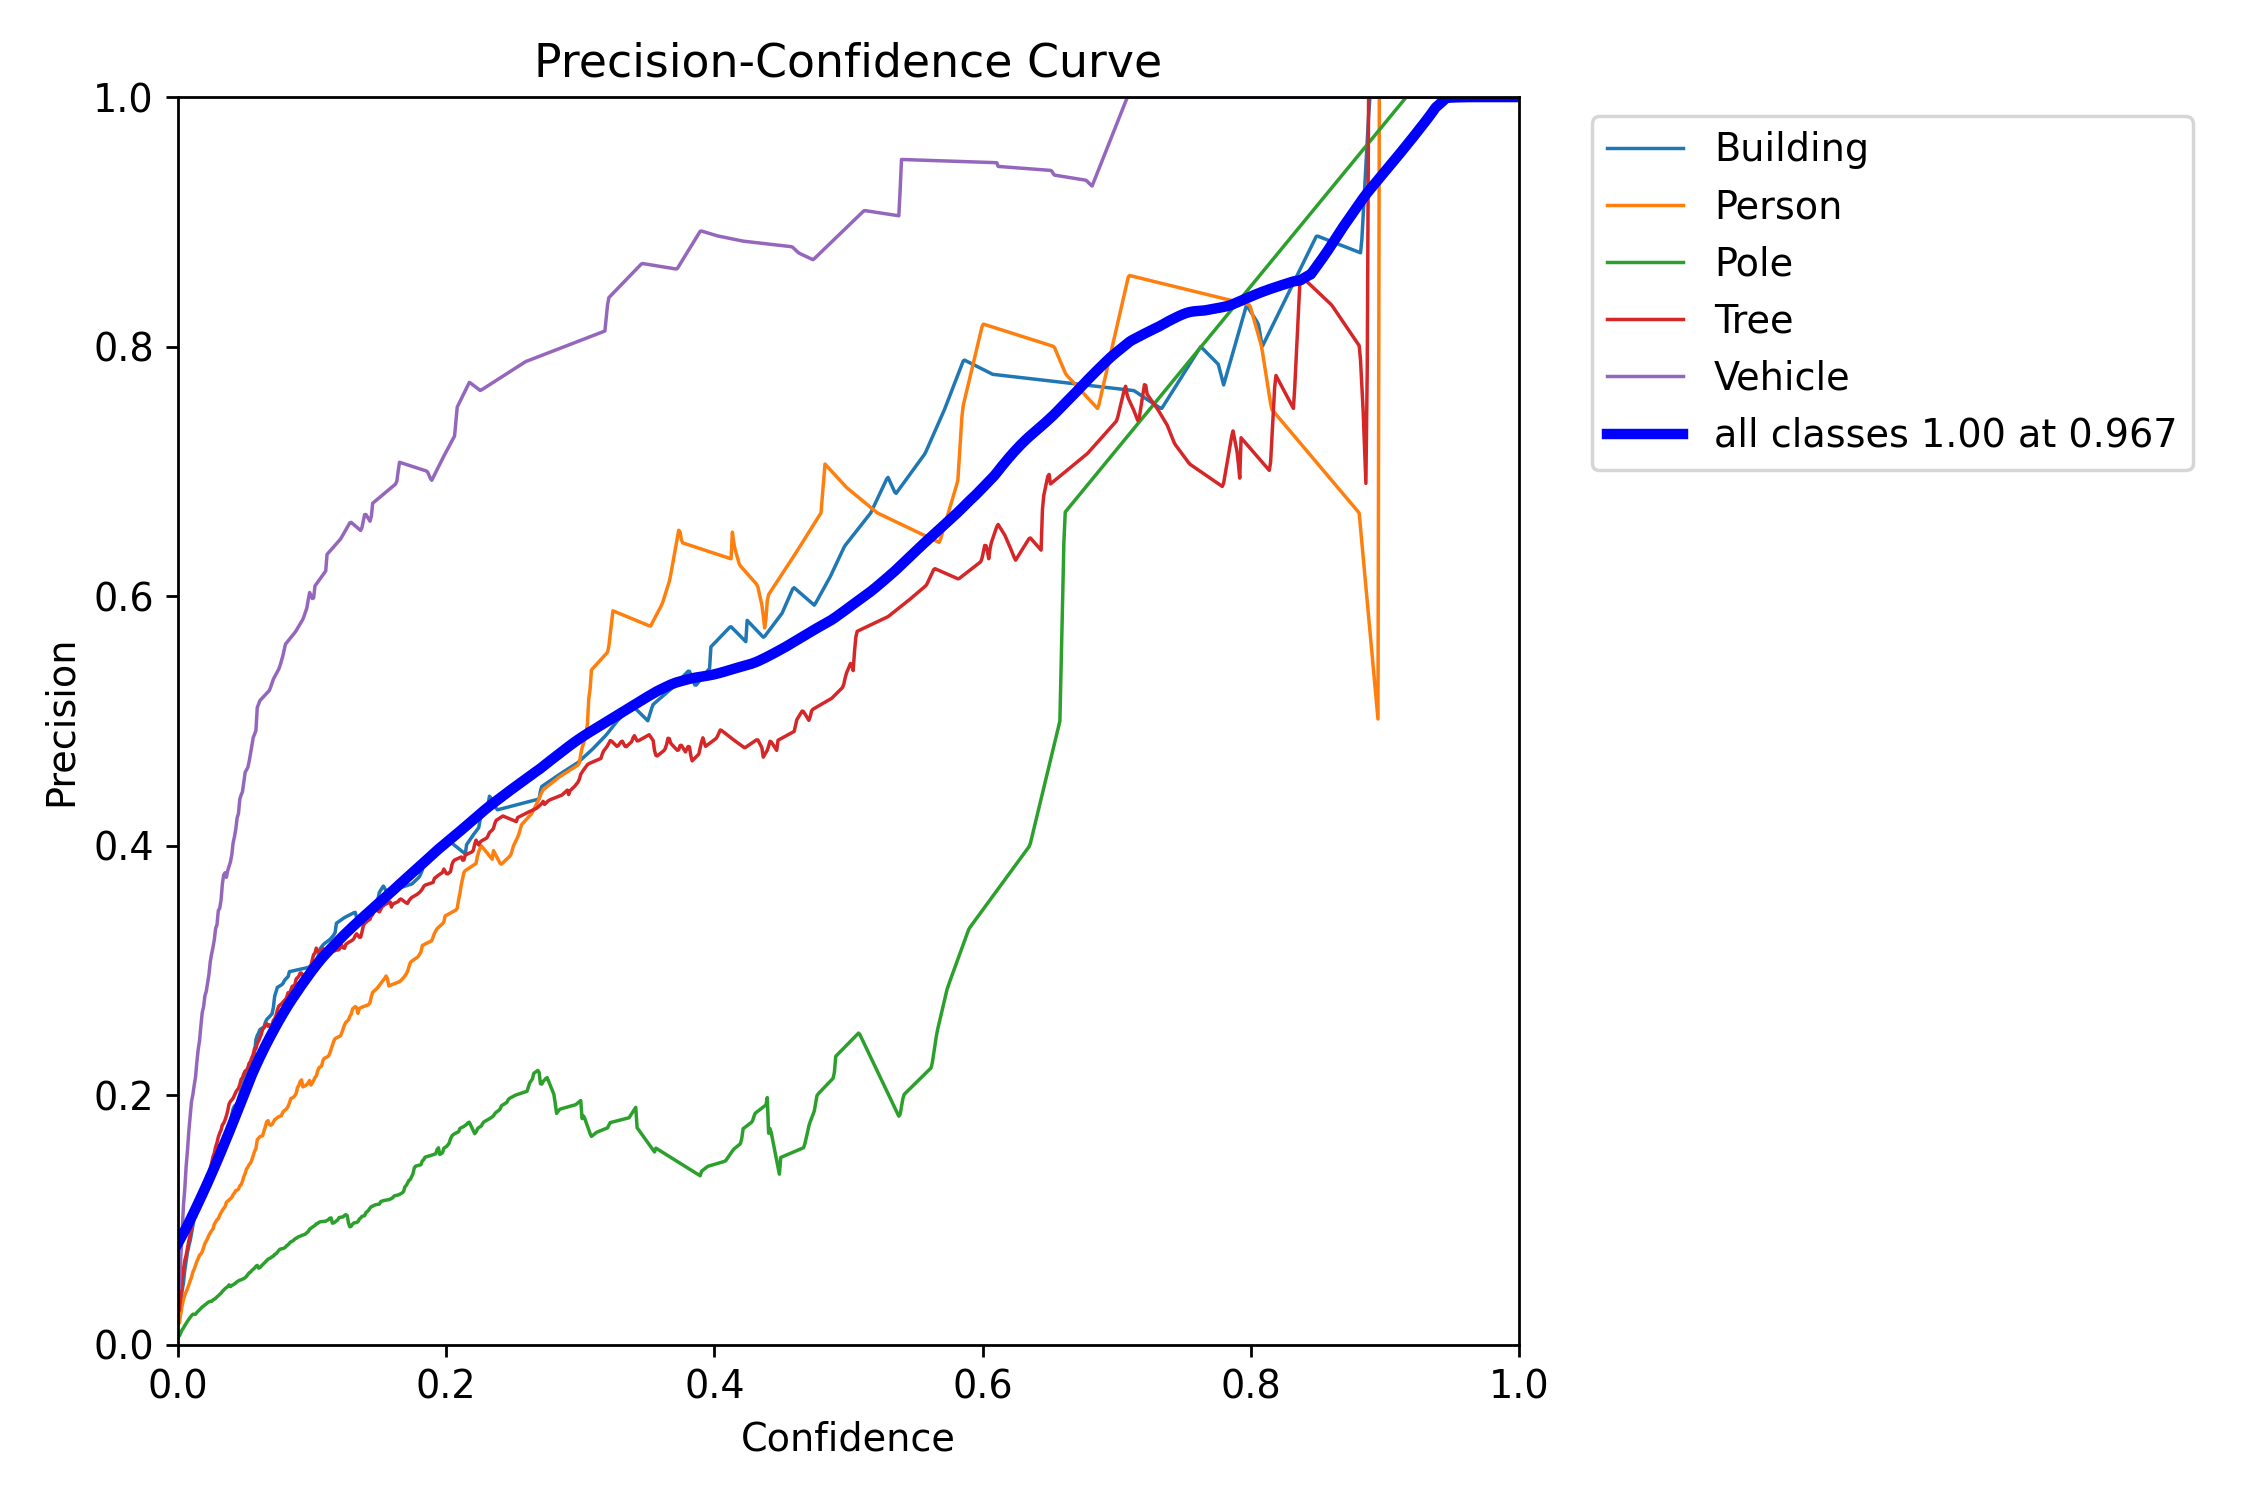 Precision-Confidence Curve
1.0
0.8
0.6
0.4
0.2
0.0
Precision
0.0 0.2 0.4 0.6 0.8 1.0
Confidence
Building
Person
Pole
Tree
Vehicle
all classes 1.00 at 0.967